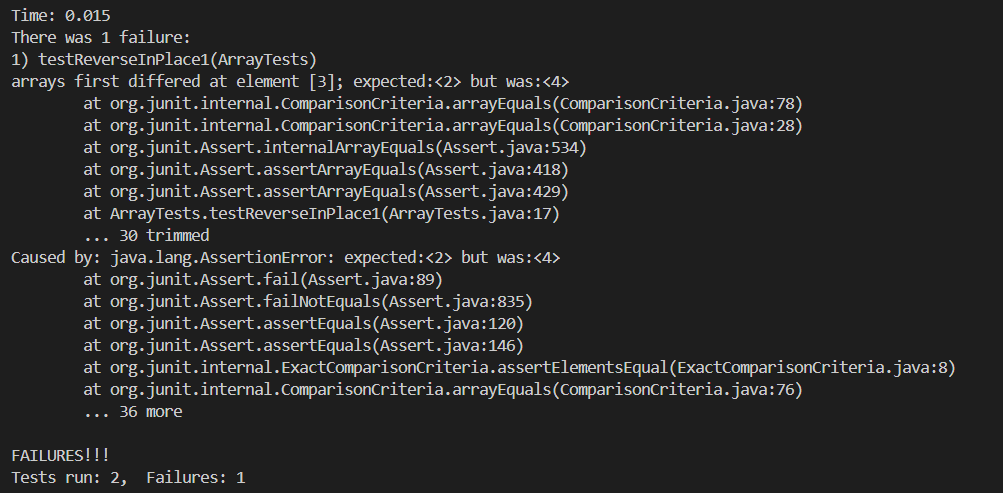 Time: 0.015
There was 1 failure:
1) testReverseInPlace1(ArrayTests)
arrays first differed at element [3]; expected:<2> but was:<4>
        at org.junit.internal.ComparisonCriteria.arrayEquals(ComparisonCriteria.java:78)
        at org.junit.internal.ComparisonCriteria.arrayEquals(ComparisonCriteria.java:28)
        at org.junit.Assert.internalArrayEquals(Assert.java:534)
        at org.junit.Assert.assertArrayEquals(Assert.java:418)
        at org.junit.Assert.assertArrayEquals(Assert.java:429)
        at ArrayTests.testReverseInPlace1(ArrayTests.java:17)
        ... 30 trimmed
Caused by: java.lang.AssertionError: expected:<2> but was:<4>
        at org.junit.Assert.fail(Assert.java:89)
        at org.junit.Assert.failNotEquals(Assert.java:835)
        at org.junit.Assert.assertEquals(Assert.java:120)
        at org.junit.Assert.assertEquals(Assert.java:146)
        at org.junit.internal.ExactComparisonCriteria.assertElementsEqual(ExactComparisonCriteria.java:8)
        at org.junit.internal.ComparisonCriteria.arrayEquals(ComparisonCriteria.java:76)
        ... 36 more

FAILURES!!!
Tests run: 2,  Failures: 1